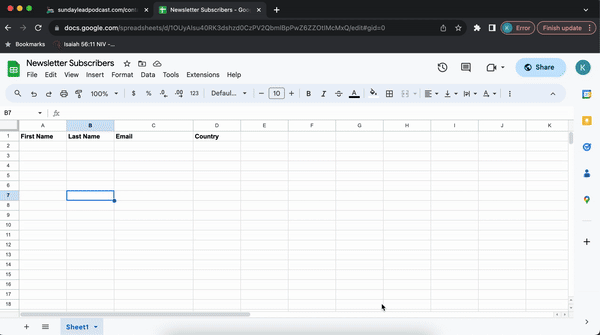 sundayleadpodcast.com/con
Newsletter Subscribers - Goo
docs.google.com/spreadsheets/d/
/edit#gid=0
K Error
Finish update
Bookmarks
Isaiah 56:11 NIV -...
Newsletter Subscribers
File Edit View Insert Format Data Tools Extensions Help
Share
K
100% $ % .0 .00 123 Defaul... 10 B I A
B7 fx
A B C D E F G H I J K
1 First Name Last Name Email Country
2
3
4
5
6
7
8
9
10
11
12
13
14
15
16
17
18
Sheet1